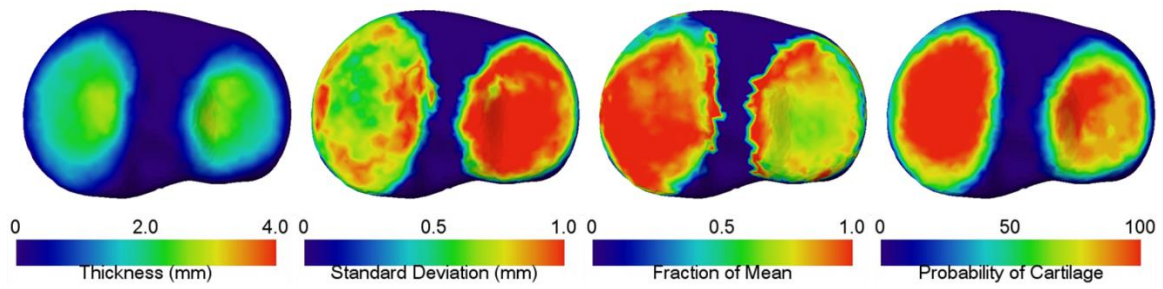 0 2.0 4.0 0 0.5 1.0 0 0.5 1.0 0 50 100
Thickness (mm) Standard Deviation (mm) Fraction of Mean Probability of Cartilage